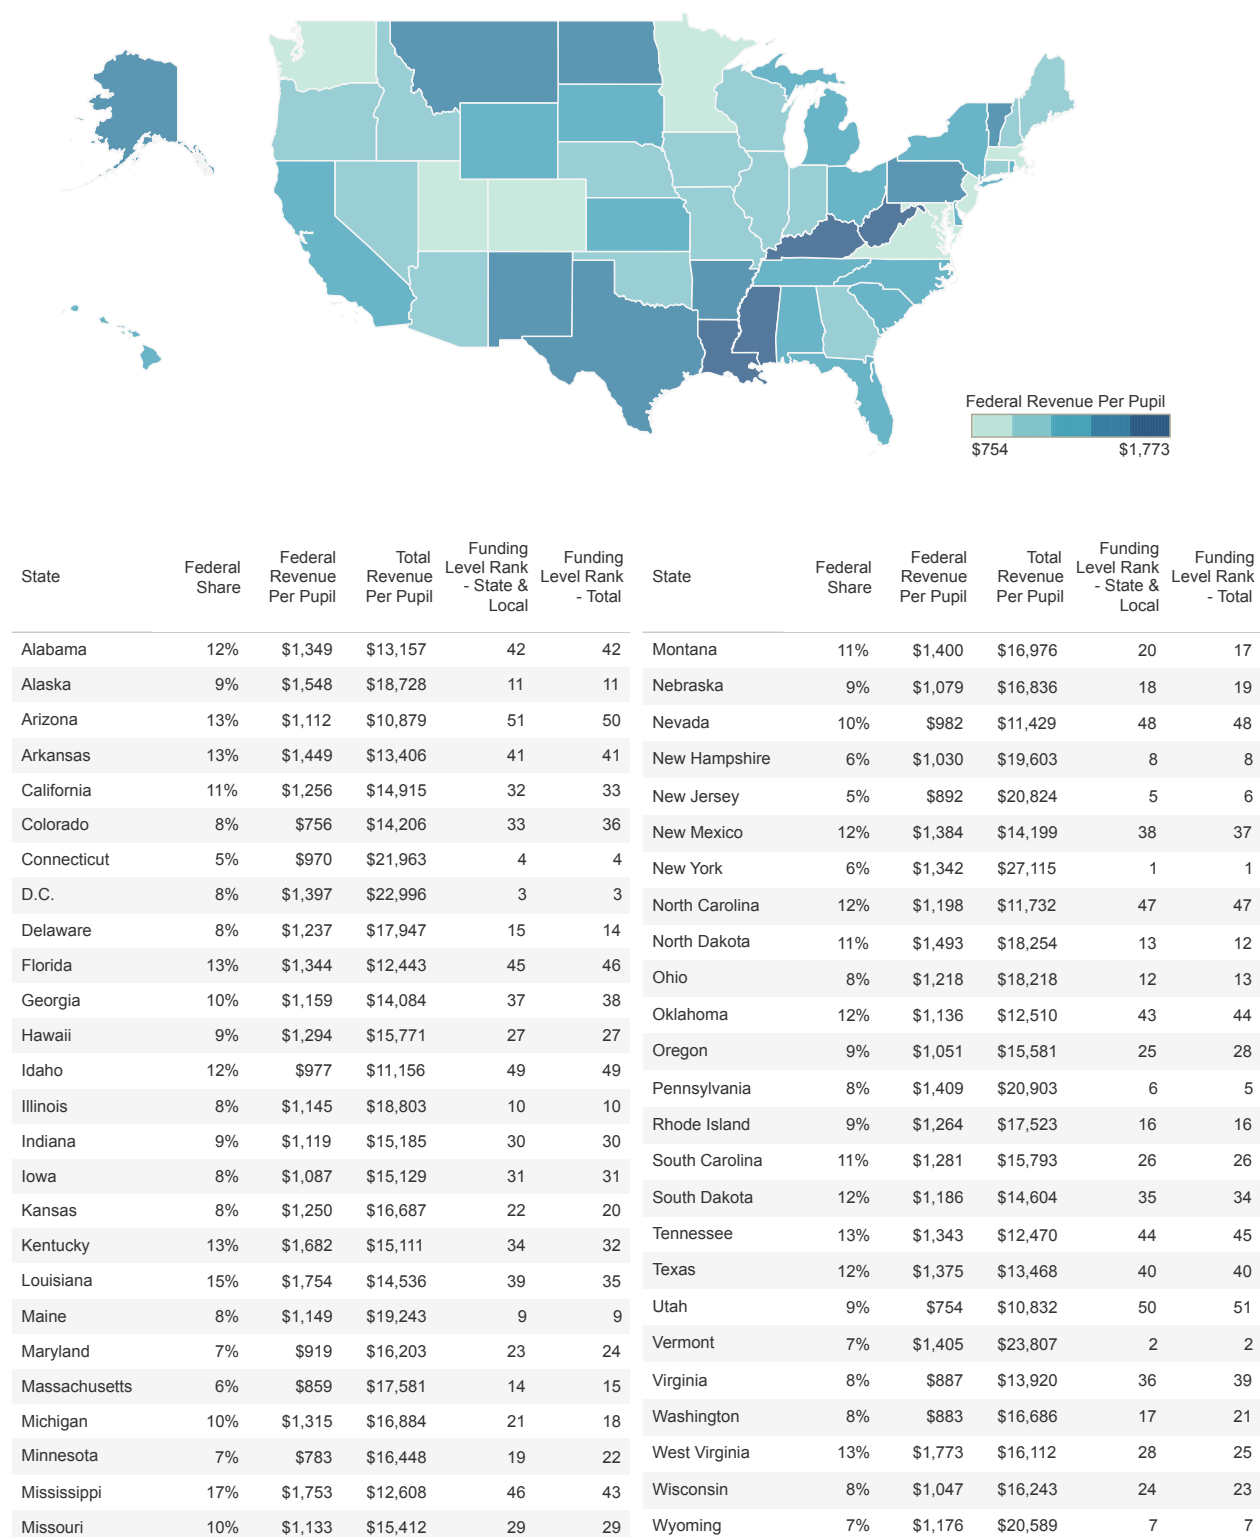 Federal Revenue Per Pupil
$754 $1,773
State Federal Share Federal Revenue Per Pupil Total Revenue Per Pupil Funding Level Rank - State & Local Funding Level Rank - Total
Alabama 12% $1,349 $13,157 42 42
Alaska 9% $1,548 $18,728 11 11
Arizona 13% $1,112 $10,879 51 50
Arkansas 13% $1,449 $13,406 41 41
California 11% $1,256 $14,915 32 33
Colorado 8% $756 $14,206 33 36
Connecticut 5% $970 $21,963 4 4
D.C. 8% $1,397 $22,996 3 3
Delaware 8% $1,237 $17,947 15 14
Florida 13% $1,344 $12,443 45 46
Georgia 10% $1,159 $14,084 37 38
Hawaii 9% $1,294 $15,771 27 27
Idaho 12% $977 $11,156 49 49
Illinois 8% $1,145 $18,803 10 10
Indiana 9% $1,119 $15,185 30 30
Iowa 8% $1,087 $15,129 31 31
Kansas 8% $1,250 $16,687 22 20
Kentucky 13% $1,682 $15,111 34 32
Louisiana 15% $1,754 $14,536 39 35
Maine 8% $1,149 $19,243 9 9
Maryland 7% $919 $16,203 23 24
Massachusetts 6% $859 $17,581 14 15
Michigan 10% $1,315 $16,884 21 18
Minnesota 7% $783 $16,448 19 22
Mississippi 17% $1,753 $12,608 46 43
Missouri 10% $1,133 $15,412 29 29
State Federal Share Federal Revenue Per Pupil Total Revenue Per Pupil Funding Level Rank - State & Local Funding Level Rank - Total
Montana 11% $1,400 $16,976 20 17
Nebraska 9% $1,079 $16,836 18 19
Nevada 10% $982 $11,429 48 48
New Hampshire 6% $1,030 $19,603 8 8
New Jersey 5% $892 $20,824 5 6
New Mexico 12% $1,384 $14,199 38 37
New York 6% $1,342 $27,115 1 1
North Carolina 12% $1,198 $11,732 47 47
North Dakota 11% $1,493 $18,254 13 12
Ohio 8% $1,218 $18,218 12 13
Oklahoma 12% $1,136 $12,510 43 44
Oregon 9% $1,051 $15,581 25 28
Pennsylvania 8% $1,409 $20,903 6 5
Rhode Island 9% $1,264 $17,523 16 16
South Carolina 11% $1,281 $15,793 26 26
South Dakota 12% $1,186 $14,604 35 34
Tennessee 13% $1,343 $12,470 44 45
Texas 12% $1,375 $13,468 40 40
Utah 9% $754 $10,832 50 51
Vermont 7% $1,405 $23,807 2 2
Virginia 8% $887 $13,920 36 39
Washington 8% $883 $16,686 17 21
West Virginia 13% $1,773 $16,112 28 25
Wisconsin 8% $1,047 $16,243 24 23
Wyoming 7% $1,176 $20,589 7 7